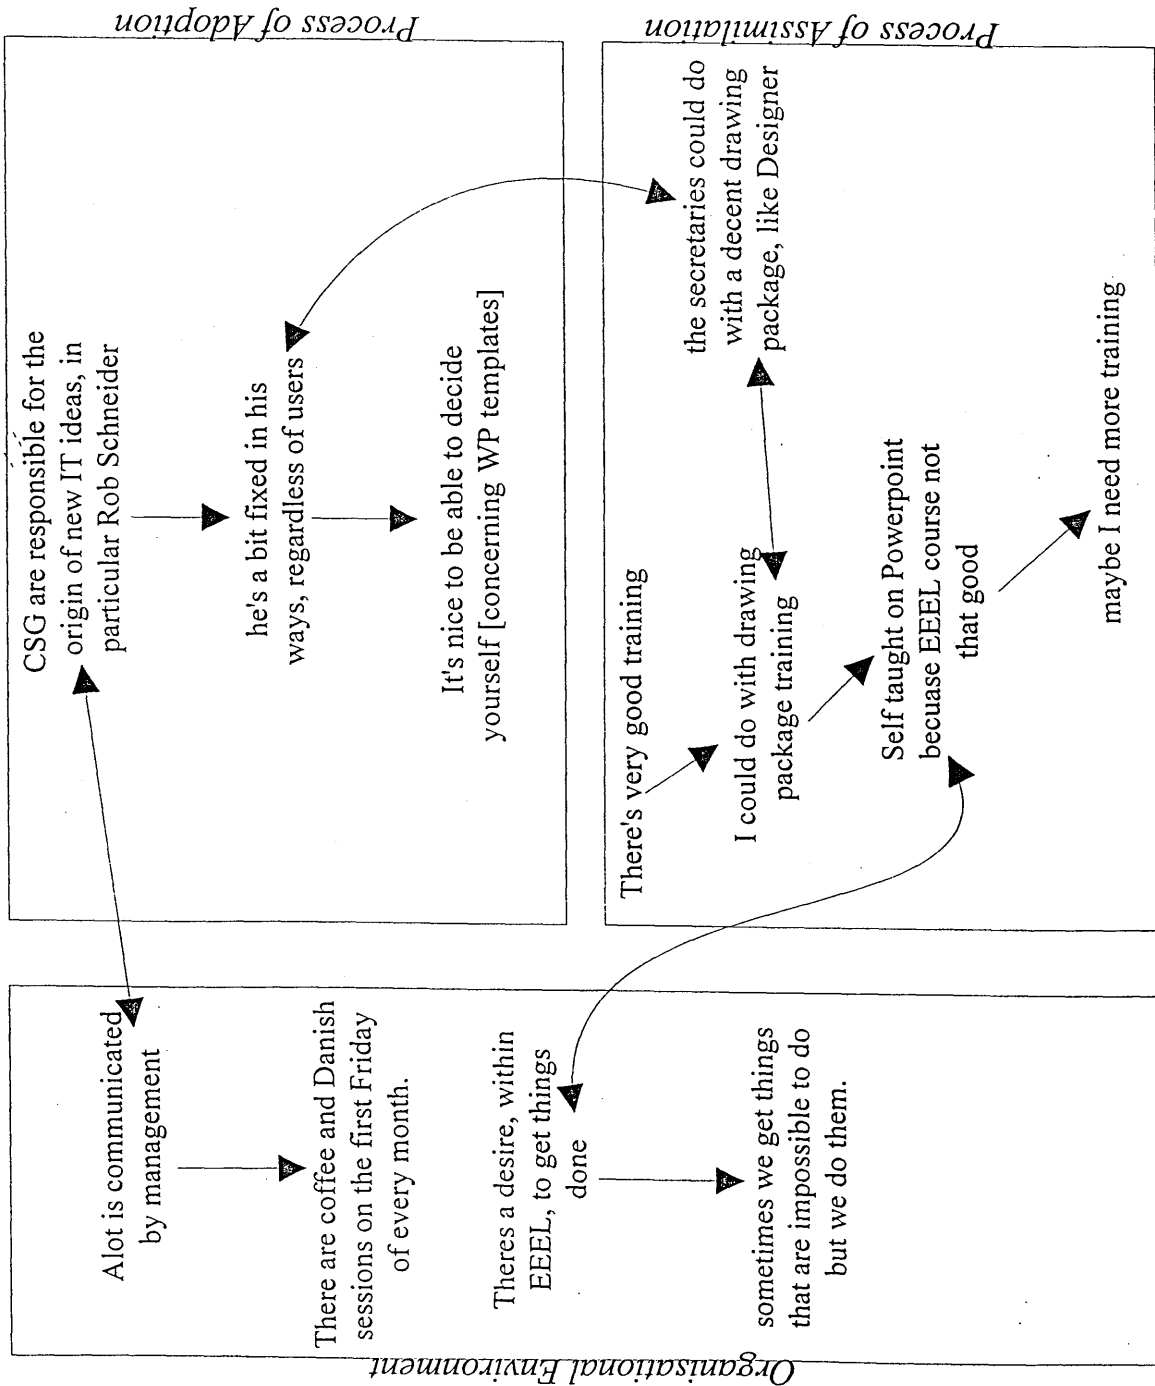 Organisational Environment
Alot is communicated
by management
There are coffee and Danish
sessions on the first Friday
of every month.
Theres a desire, within
EEEL, to get things
done
sometimes we get things
that are impossible to do
but we do them.
Process of Adoption
CSG are responsible for the
origin of new IT ideas, in
particular Rob Schneider
he's a bit fixed in his
ways, regardless of users
It's nice to be able to decide
yourself [concerning WP templates]
Process of Assimilation
There's very good training
I could do with drawing
package training
the secretaries could do
with a decent drawing
package, like Designer
Self taught on Powerpoint
becuase EEEL course not
that good
maybe I need more training